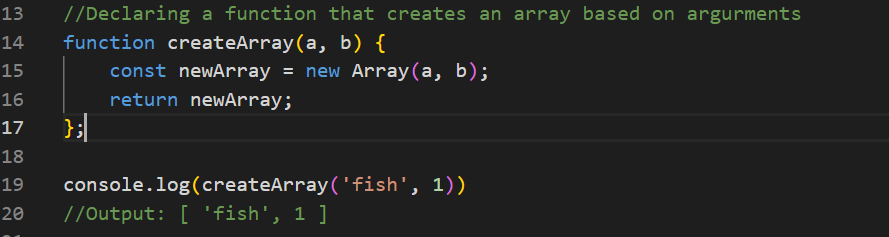 13 //Declaring a function that creates an array based on argurments
14 function createArray(a, b) {
15     const newArray = new Array(a, b);
16     return newArray;
17 };
18
19 console.log(createArray('fish', 1))
20 //Output: [ 'fish', 1 ]